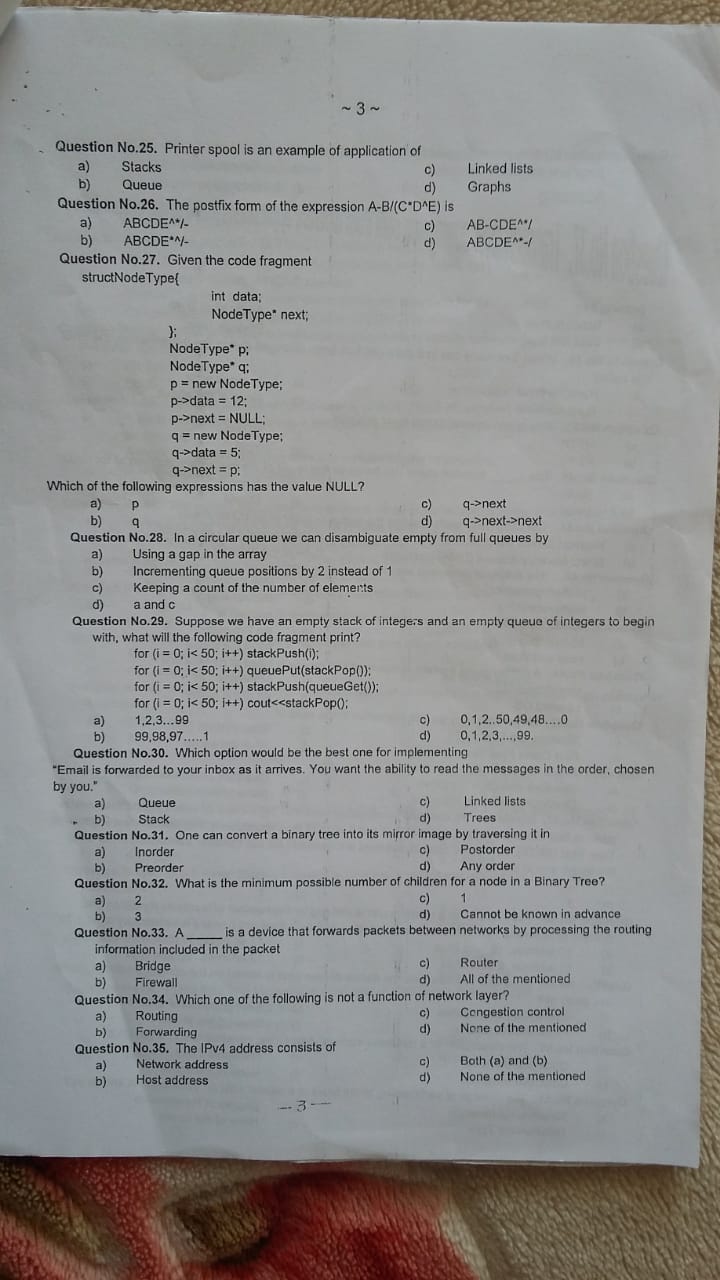 ~ 3 ~
Question No.25. Printer spool is an example of application of
a) Stacks c) Linked lists
b) Queue d) Graphs
Question No.26. The postfix form of the expression A-B/(C*D^E) is
a) ABCDE^*/- c) AB-CDE^*/
b) ABCDE*^/- d) ABCDE^*-/
Question No.27. Given the code fragment
structNodeType{
int data;
NodeType* next;
};
NodeType* p;
NodeType* q;
p = new NodeType;
p->data = 12;
p->next = NULL;
q = new NodeType;
q->data = 5;
q->next = p;
Which of the following expressions has the value NULL?
a) p c) q->next
b) q d) q->next->next
Question No.28. In a circular queue we can disambiguate empty from full queues by
a) Using a gap in the array
b) Incrementing queue positions by 2 instead of 1
c) Keeping a count of the number of elements
d) a and c
Question No.29. Suppose we have an empty stack of integers and an empty queue of integers to begin
with, what will the following code fragment print?
for (i = 0; i< 50; i++) stackPush(i);
for (i = 0; i< 50; i++) queuePut(stackPop());
for (i = 0; i< 50; i++) stackPush(queueGet());
for (i = 0; i< 50; i++) cout<<stackPop();
a) 1,2,3...99 c) 0,1,2..50,49,48....0
b) 99,98,97.....1 d) 0,1,2,3,...,99.
Question No.30. Which option would be the best one for implementing
"Email is forwarded to your inbox as it arrives. You want the ability to read the messages in the order, chosen
by you."
a) Queue c) Linked lists
b) Stack d) Trees
Question No.31. One can convert a binary tree into its mirror image by traversing it in
a) Inorder c) Postorder
b) Preorder d) Any order
Question No.32. What is the minimum possible number of children for a node in a Binary Tree?
a) 2 c) 1
b) 3 d) Cannot be known in advance
Question No.33. A _____ is a device that forwards packets between networks by processing the routing
information included in the packet
a) Bridge c) Router
b) Firewall d) All of the mentioned
Question No.34. Which one of the following is not a function of network layer?
a) Routing c) Congestion control
b) Forwarding d) None of the mentioned
Question No.35. The IPv4 address consists of
a) Network address c) Both (a) and (b)
b) Host address d) None of the mentioned
-- 3 --